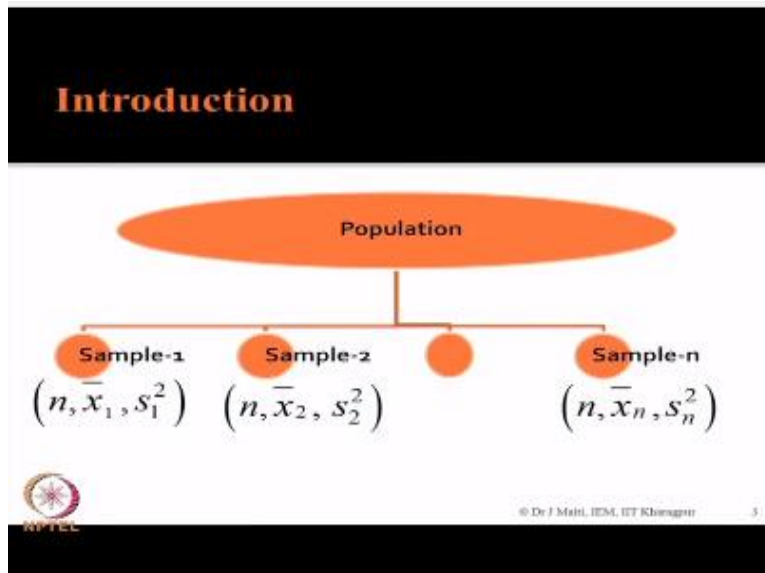 Introduction
Population
Sample-1
Sample-2
Sample-n
(n, x̄₁, s₁²)
(n, x̄₂, s₂²)
(n, x̄ₙ, sₙ²)
NPTEL
© Dr J Maiti, IEM, IIT Kharagpur
3